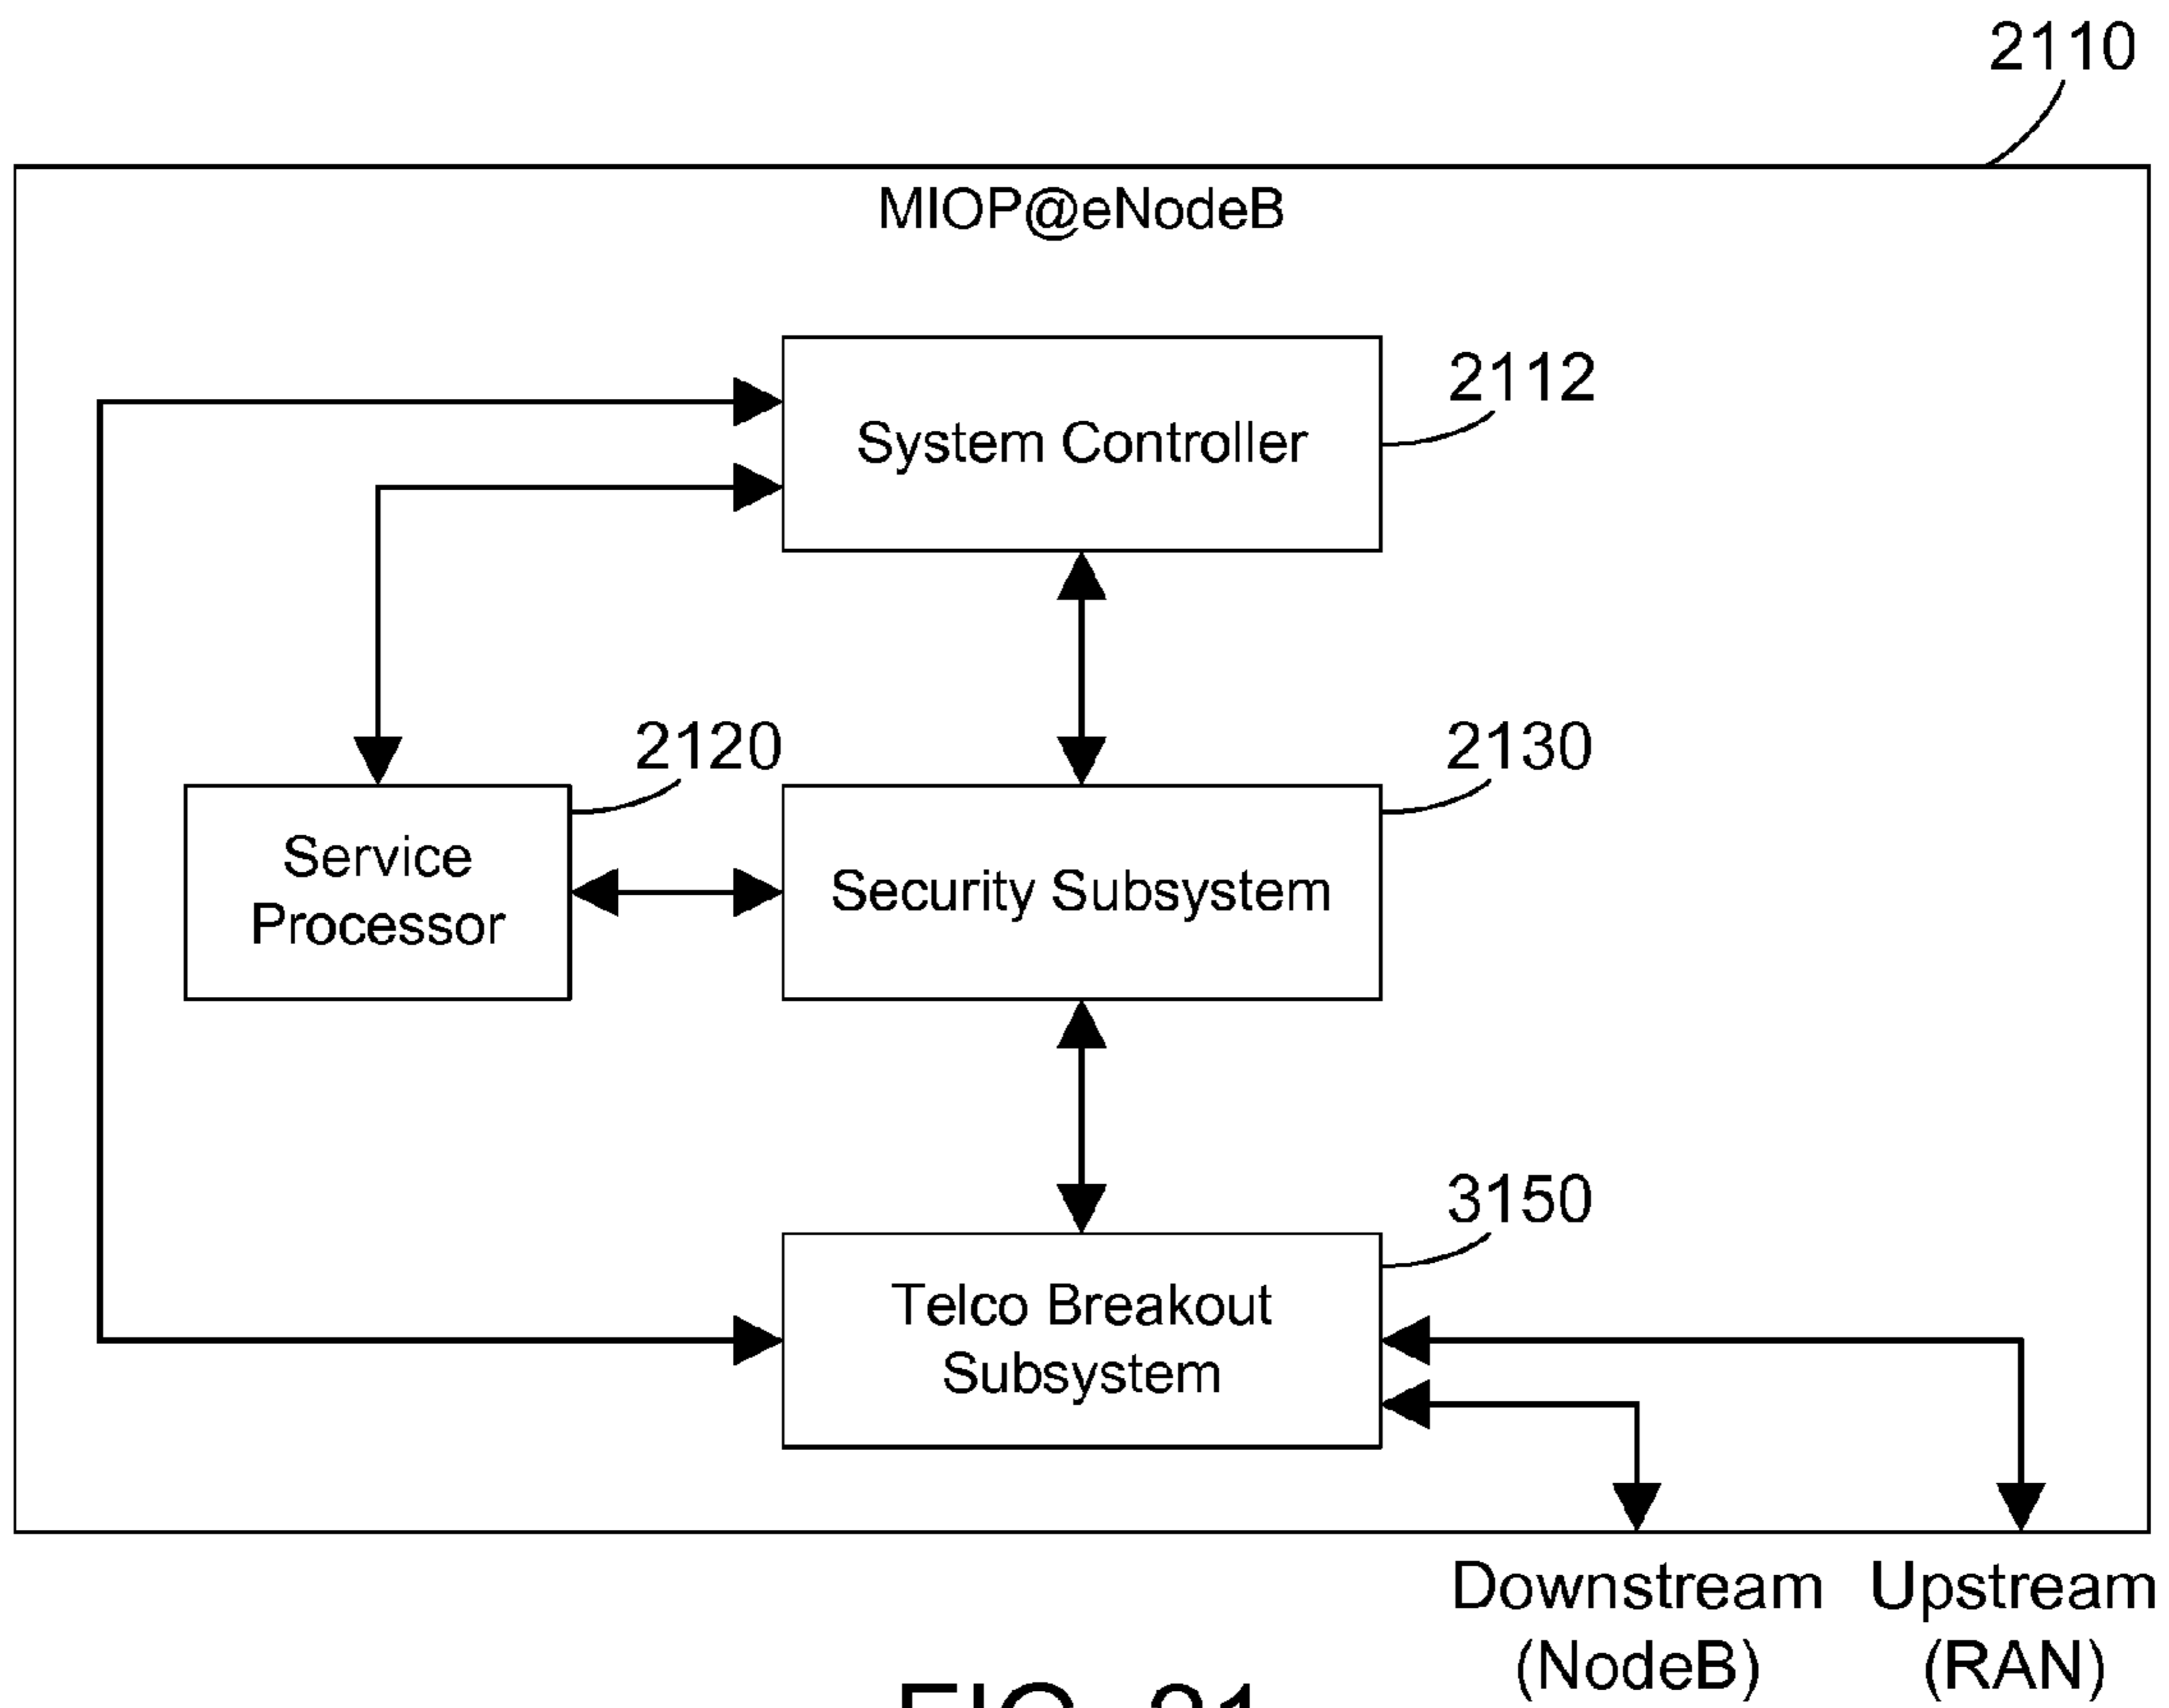 2110
MIOP@eNodeB
System Controller
2112
2120
2130
Service
Processor
Security Subsystem
3150
Telco Breakout
Subsystem
Downstream
(NodeB)
Upstream
(RAN)